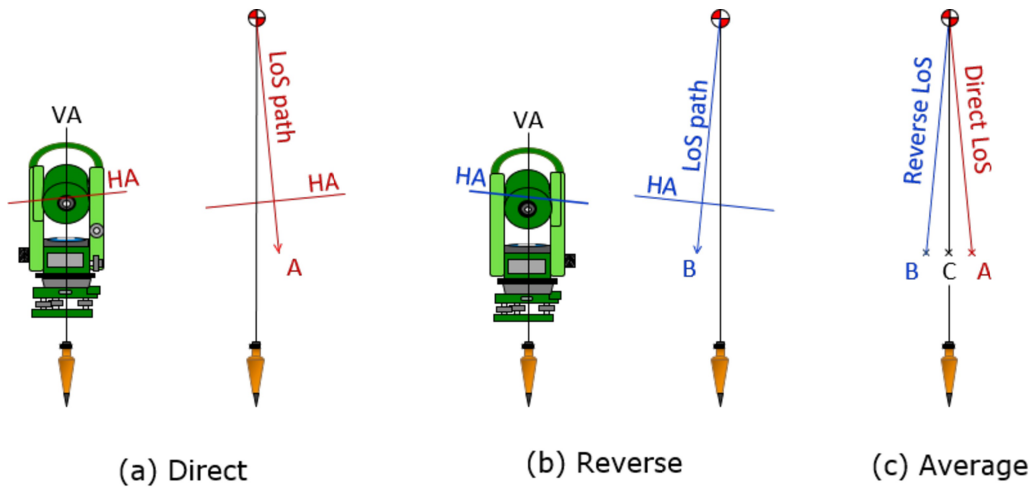 VA
HA
LoS path
HA
A
(a) Direct
VA
HA
LoS path
HA
B
(b) Reverse
Reverse LoS
Direct LoS
B
C
A
(c) Average